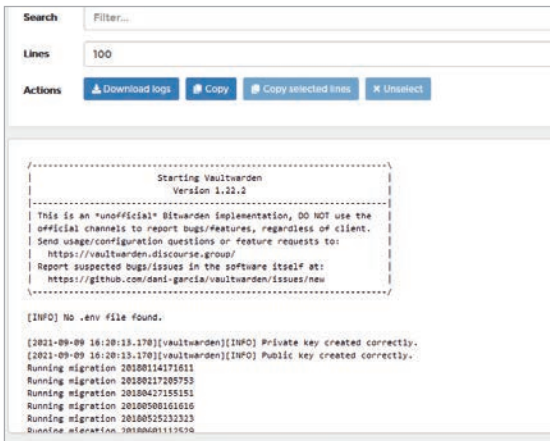 Search Filter...
Lines 100
Actions Download logs Copy Copy selected lines Unselect
/--------------------------------------------------------------------\
| Starting Vaultwarden |
| Version 1.22.2 |
|--------------------------------------------------------------------|
| This is an *unofficial* Bitwarden implementation, DO NOT use the |
| official channels to report bugs/features, regardless of client. |
| Send usage/configuration questions or feature requests to: |
| https://vaultwarden.discourse.group/ |
| Report suspected bugs/issues in the software itself at: |
| https://github.com/dani-garcia/vaultwarden/issues/new |
\--------------------------------------------------------------------/
[INFO] No .env file found.
[2021-09-09 16:20:13.170][vaultwarden][INFO] Private key created correctly.
[2021-09-09 16:20:13.170][vaultwarden][INFO] Public key created correctly.
Running migration 20180114171611
Running migration 20180217205753
Running migration 20180427155151
Running migration 20180508161616
Running migration 20180525232323
Running migration 20180601112529